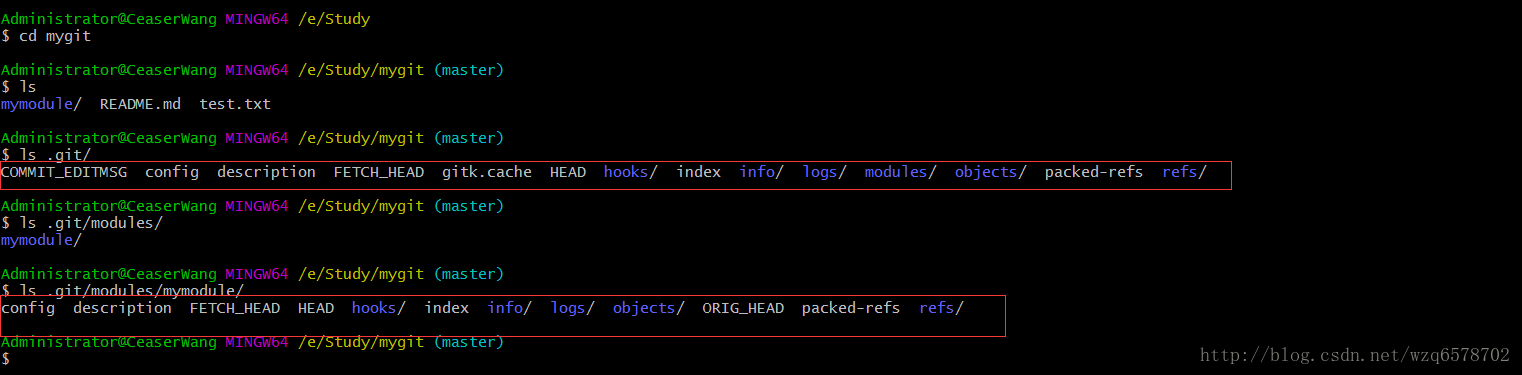 Administrator@CeaserWang MINGW64 /e/Study
$ cd mygit
Administrator@CeaserWang MINGW64 /e/Study/mygit (master)
$ ls
mymodule/  README.md  test.txt
Administrator@CeaserWang MINGW64 /e/Study/mygit (master)
$ ls .git/
COMMIT_EDITMSG  config  description  FETCH_HEAD  gitk.cache  HEAD  hooks/  index  info/  logs/  modules/  objects/  packed-refs  refs/
Administrator@CeaserWang MINGW64 /e/Study/mygit (master)
$ ls .git/modules/
mymodule/
Administrator@CeaserWang MINGW64 /e/Study/mygit (master)
$ ls .git/modules/mymodule/
config  description  FETCH_HEAD  HEAD  hooks/  index  info/  logs/  objects/  ORIG_HEAD  packed-refs  refs/
Administrator@CeaserWang MINGW64 /e/Study/mygit (master)
$
http://blog.csdn.net/wzq6578702